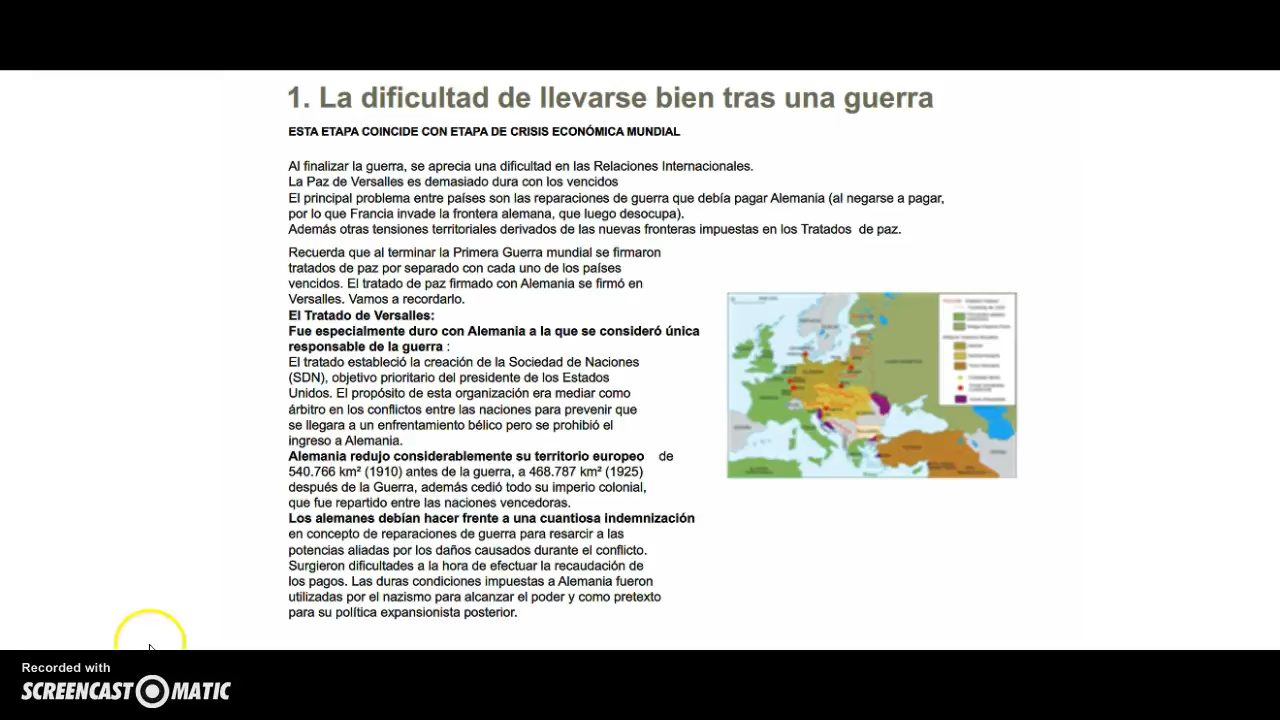 1. La dificultad de llevarse bien tras una guerra
ESTA ETAPA COINCIDE CON ETAPA DE CRISIS ECONÓMICA MUNDIAL
Al finalizar la guerra, se aprecia una dificultad en las Relaciones Internacionales.
La Paz de Versalles es demasiado dura con los vencidos
El principal problema entre países son las reparaciones de guerra que debía pagar Alemania (al negarse a pagar,
por lo que Francia invade la frontera alemana, que luego desocupa).
Además otras tensiones territoriales derivados de las nuevas fronteras impuestas en los Tratados de paz.
Recuerda que al terminar la Primera Guerra mundial se firmaron
tratados de paz por separado con cada uno de los países
vencidos. El tratado de paz firmado con Alemania se firmó en
Versalles. Vamos a recordarlo.
El Tratado de Versalles:
Fue especialmente duro con Alemania a la que se consideró única
responsable de la guerra :
El tratado estableció la creación de la Sociedad de Naciones
(SDN), objetivo prioritario del presidente de los Estados
Unidos. El propósito de esta organización era mediar como
árbitro en los conflictos entre las naciones para prevenir que
se llegara a un enfrentamiento bélico pero se prohibió el
ingreso a Alemania.
Alemania redujo considerablemente su territorio europeo de
540.766 km² (1910) antes de la guerra, a 468.787 km² (1925)
después de la Guerra, además cedió todo su imperio colonial,
que fue repartido entre las naciones vencedoras.
Los alemanes debían hacer frente a una cuantiosa indemnización
en concepto de reparaciones de guerra para resarcir a las
potencias aliadas por los daños causados durante el conflicto.
Surgieron dificultades a la hora de efectuar la recaudación de
los pagos. Las duras condiciones impuestas a Alemania fueron
utilizadas por el nazismo para alcanzar el poder y como pretexto
para su política expansionista posterior.
Recorded with
SCREENCAST MATIC